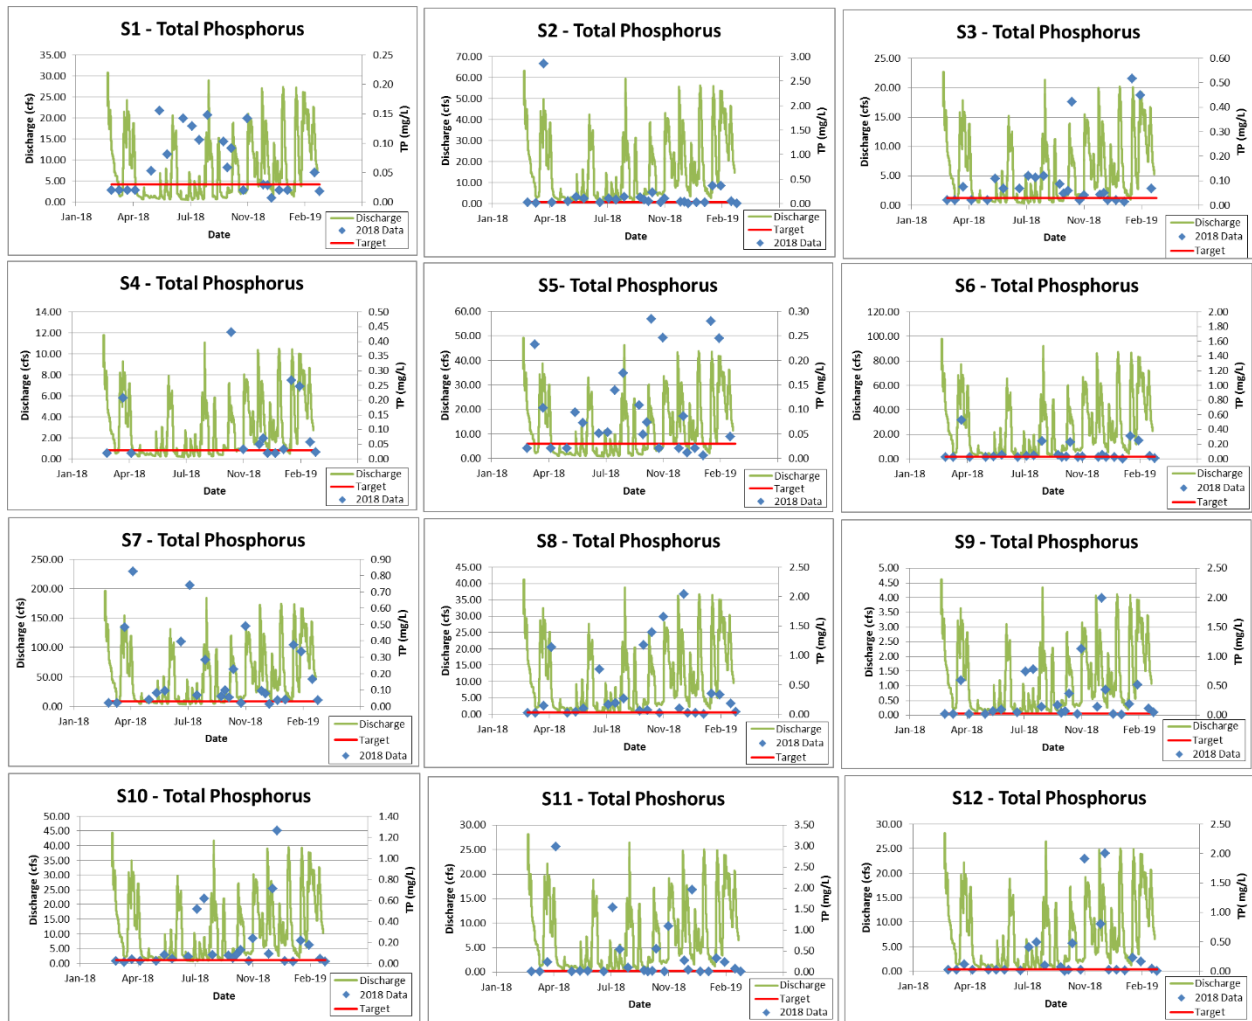 S1 - Total Phosphorus
Discharge (cfs)
35.00
30.00
25.00
20.00
15.00
10.00
5.00
0.00
0.25
0.20
0.15
0.10
0.05
0.00
TP (mg/L)
Jan-18 Apr-18 Jul-18 Nov-18 Feb-19
Date
Discharge
2018 Data
Target
S2 - Total Phosphorus
Discharge (cfs)
70.00
60.00
50.00
40.00
30.00
20.00
10.00
0.00
3.00
2.50
2.00
1.50
1.00
0.50
0.00
TP (mg/L)
Jan-18 Apr-18 Jul-18 Nov-18 Feb-19
Date
Discharge
2018 Data
Target
S3 - Total Phosphorus
Discharge (cfs)
25.00
20.00
15.00
10.00
5.00
0.00
0.60
0.50
0.40
0.30
0.20
0.10
0.00
TP (mg/L)
Jan-18 Apr-18 Jul-18 Nov-18 Feb-19
Date
Discharge
2018 Data
Target
S4 - Total Phosphorus
Discharge (cfs)
14.00
12.00
10.00
8.00
6.00
4.00
2.00
0.00
0.50
0.45
0.40
0.35
0.30
0.25
0.20
0.15
0.10
0.05
0.00
TP (mg/L)
Jan-18 Apr-18 Jul-18 Nov-18 Feb-19
Date
Discharge
Target
2018 Data
S5- Total Phosphorus
Discharge (cfs)
60.00
50.00
40.00
30.00
20.00
10.00
0.00
0.30
0.25
0.20
0.15
0.10
0.05
0.00
TP (mg/L)
Jan-18 Apr-18 Jul-18 Nov-18 Feb-19
Date
Discharge
Target
2018 Data
S6 - Total Phosphorus
Discharge (cfs)
120.00
100.00
80.00
60.00
40.00
20.00
0.00
2.00
1.80
1.60
1.40
1.20
1.00
0.80
0.60
0.40
0.20
0.00
TP (mg/L)
Jan-18 Apr-18 Jul-18 Nov-18 Feb-19
Date
Discharge
Target
2018 Data
S7 - Total Phosphorus
Discharge (cfs)
250.00
200.00
150.00
100.00
50.00
0.00
0.90
0.80
0.70
0.60
0.50
0.40
0.30
0.20
0.10
0.00
TP (mg/L)
Jan-18 Apr-18 Jul-18 Nov-18 Feb-19
Date
Discharge
Target
2018 Data
S8 - Total Phosphorus
Discharge (cfs)
45.00
40.00
35.00
30.00
25.00
20.00
15.00
10.00
5.00
0.00
2.50
2.00
1.50
1.00
0.50
0.00
TP (mg/L)
Jan-18 Apr-18 Jul-18 Nov-18 Feb-19
Date
Discharge
2018 Data
Target
S9 - Total Phosphorus
Discharge (cfs)
5.00
4.50
4.00
3.50
3.00
2.50
2.00
1.50
1.00
0.50
0.00
2.50
2.00
1.50
1.00
0.50
0.00
TP (mg/L)
Jan-18 Apr-18 Jul-18 Nov-18 Feb-19
Date
Discharge
Target
2018 Data
S10 - Total Phosphorus
Discharge (cfs)
50.00
45.00
40.00
35.00
30.00
25.00
20.00
15.00
10.00
5.00
0.00
1.40
1.20
1.00
0.80
0.60
0.40
0.20
0.00
TP (mg/L)
Jan-18 Apr-18 Jul-18 Nov-18 Feb-19
Date
Discharge
2018 Data
Target
S11 - Total Phoshorus
Discharge (cfs)
30.00
25.00
20.00
15.00
10.00
5.00
0.00
3.50
3.00
2.50
2.00
1.50
1.00
0.50
0.00
TP (mg/L)
Jan-18 Apr-18 Jul-18 Nov-18 Feb-19
Date
Discharge
2018 Data
Target
S12 - Total Phosphorus
Discharge (cfs)
30.00
25.00
20.00
15.00
10.00
5.00
0.00
2.50
2.00
1.50
1.00
0.50
0.00
TP( mg/L)
Jan-18 Apr-18 Jul-18 Nov-18 Feb-19
Date
Discharge
2018 Data
Target